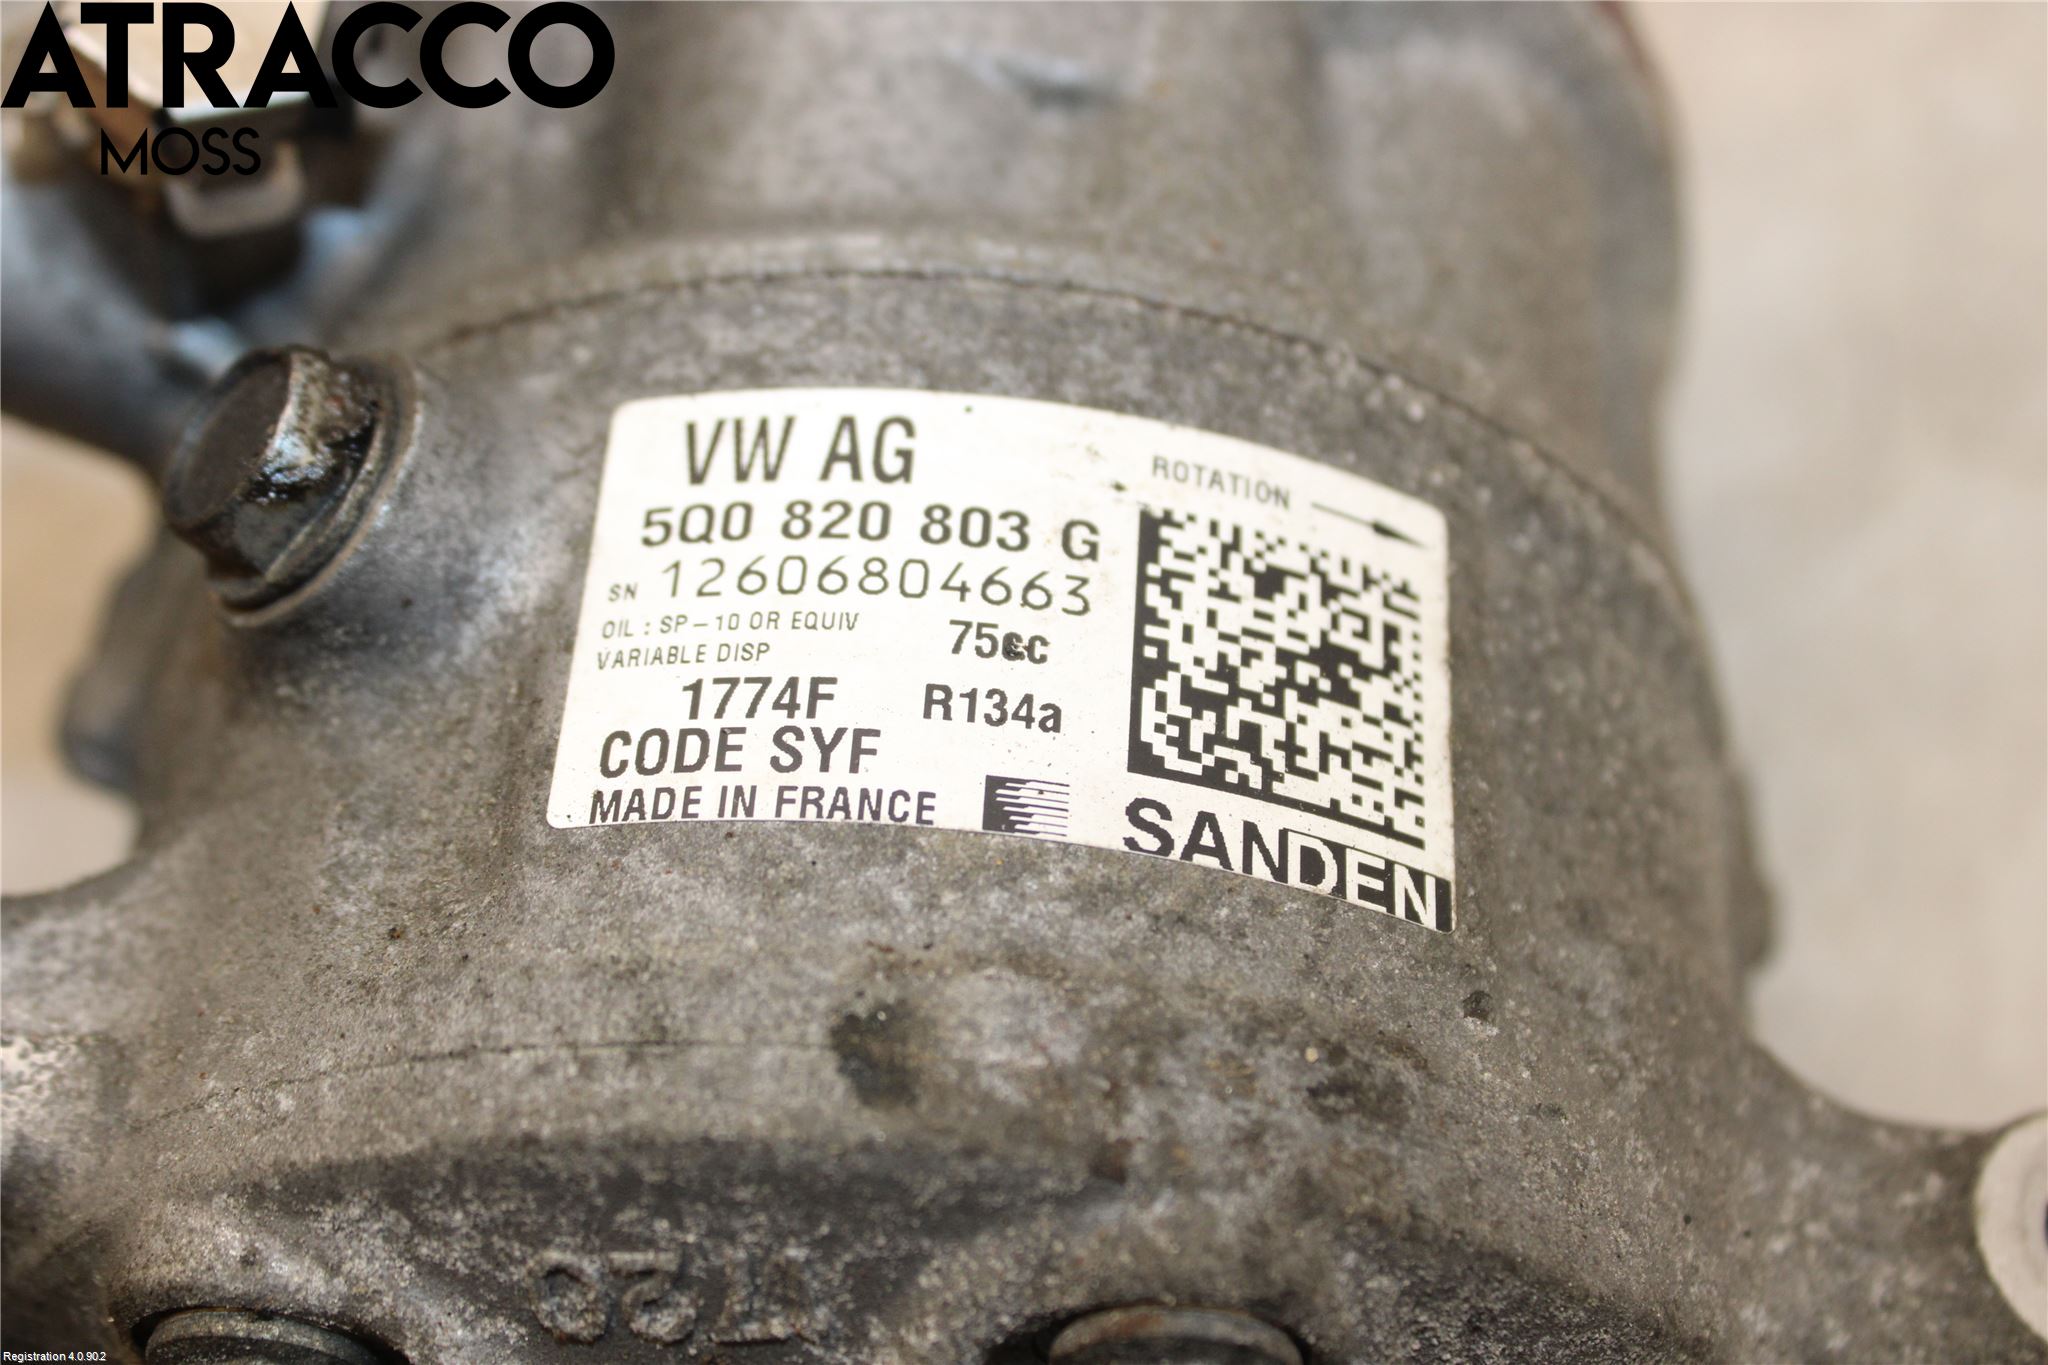 ATRACCO
MOSS
VW AG
ROTATION
5Q0 820 803 G
SN 12606804663
OIL : SP-10 OR EQUIV
75cc
VARIABLE DISP
1774F
R134a
CODE SYF
MADE IN FRANCE
SANDEN
Registration 4.0.90.2